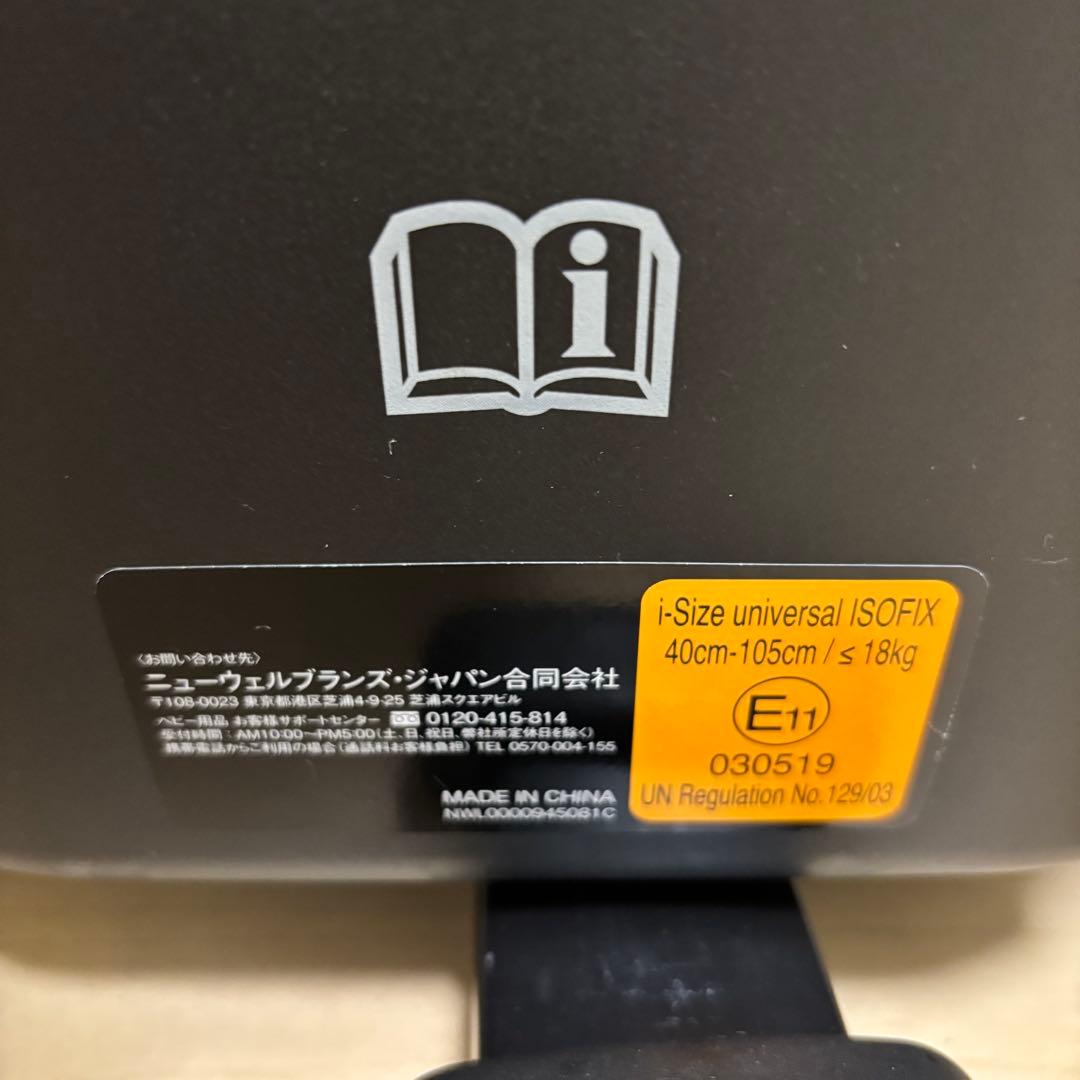 i
〈お問い合わせ先〉
ニューウェルブランズ・ジャパン合同会社
〒108-0023 東京都港区芝浦4-9-25 芝浦スクエアビル
ベビー用品 お客様サポートセンター 0120-415-814
受付時間:AM10:00〜PM5:00(土、日、祝日、弊社所定休日を除く)
携帯電話からご利用の場合(通話料お客様負担) TEL 0570-004-155
MADE IN CHINA
NWL0000945081C
i-Size universal ISOFIX
40cm-105cm / ≤ 18kg
E11
030519
UN Regulation No.129/03